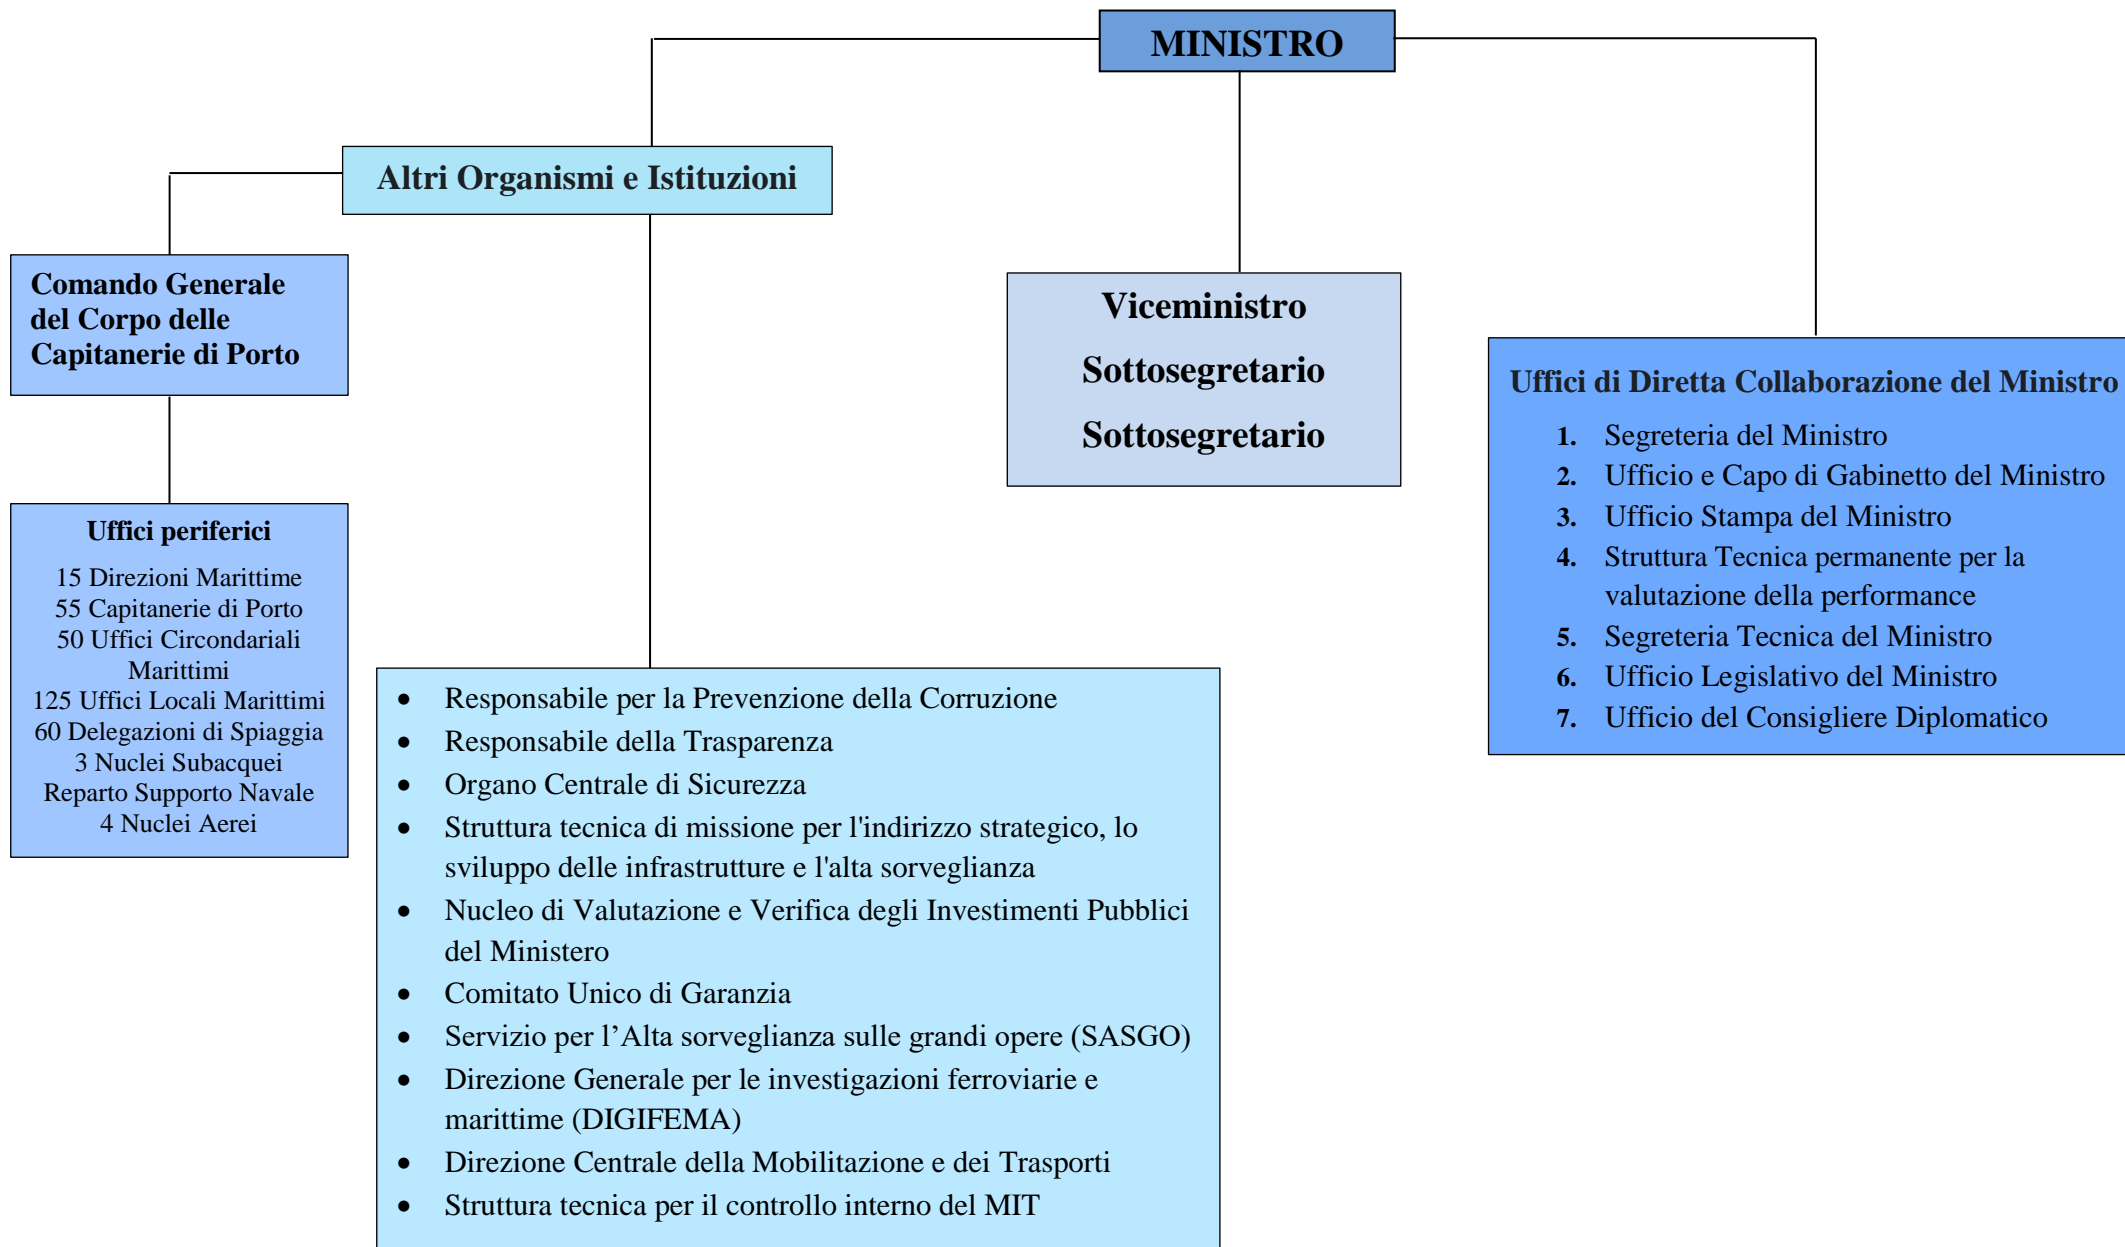 MINISTRO
Altri Organismi e Istituzioni
Comando Generale
del Corpo delle
Capitanerie di Porto
Uffici periferici
15 Direzioni Marittime
55 Capitanerie di Porto
50 Uffici Circondariali
Marittimi
125 Uffici Locali Marittimi
60 Delegazioni di Spiaggia
3 Nuclei Subacquei
Reparto Supporto Navale
4 Nuclei Aerei
• Responsabile per la Prevenzione della Corruzione
• Responsabile della Trasparenza
• Organo Centrale di Sicurezza
• Struttura tecnica di missione per l'indirizzo strategico, lo
sviluppo delle infrastrutture e l'alta sorveglianza
• Nucleo di Valutazione e Verifica degli Investimenti Pubblici
del Ministero
• Comitato Unico di Garanzia
• Servizio per l’Alta sorveglianza sulle grandi opere (SASGO)
• Direzione Generale per le investigazioni ferroviarie e
marittime (DIGIFEMA)
• Direzione Centrale della Mobilitazione e dei Trasporti
• Struttura tecnica per il controllo interno del MIT
Viceministro
Sottosegretario
Sottosegretario
Uffici di Diretta Collaborazione del Ministro
1. Segreteria del Ministro
2. Ufficio e Capo di Gabinetto del Ministro
3. Ufficio Stampa del Ministro
4. Struttura Tecnica permanente per la
valutazione della performance
5. Segreteria Tecnica del Ministro
6. Ufficio Legislativo del Ministro
7. Ufficio del Consigliere Diplomatico